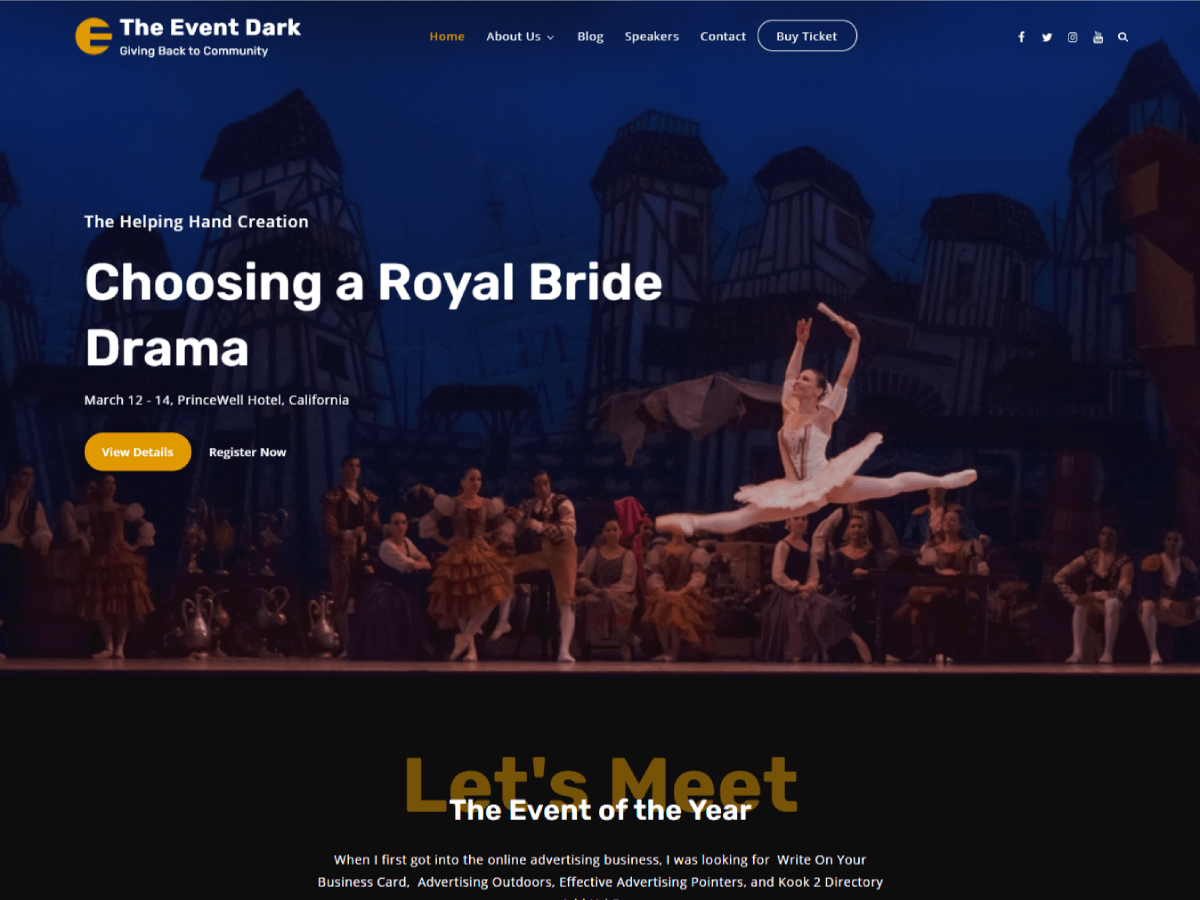 The Event Dark
Giving Back to Community
Home
About Us
Blog
Speakers
Contact
Buy Ticket
The Helping Hand Creation
Choosing a Royal Bride
Drama
March 12 - 14, PrinceWell Hotel, California
View Details
Register Now
Let's Meet
The Event of the Year
When I first got into the online advertising business, I was looking for Write On Your
Business Card, Advertising Outdoors, Effective Advertising Pointers, and Kook 2 Directory